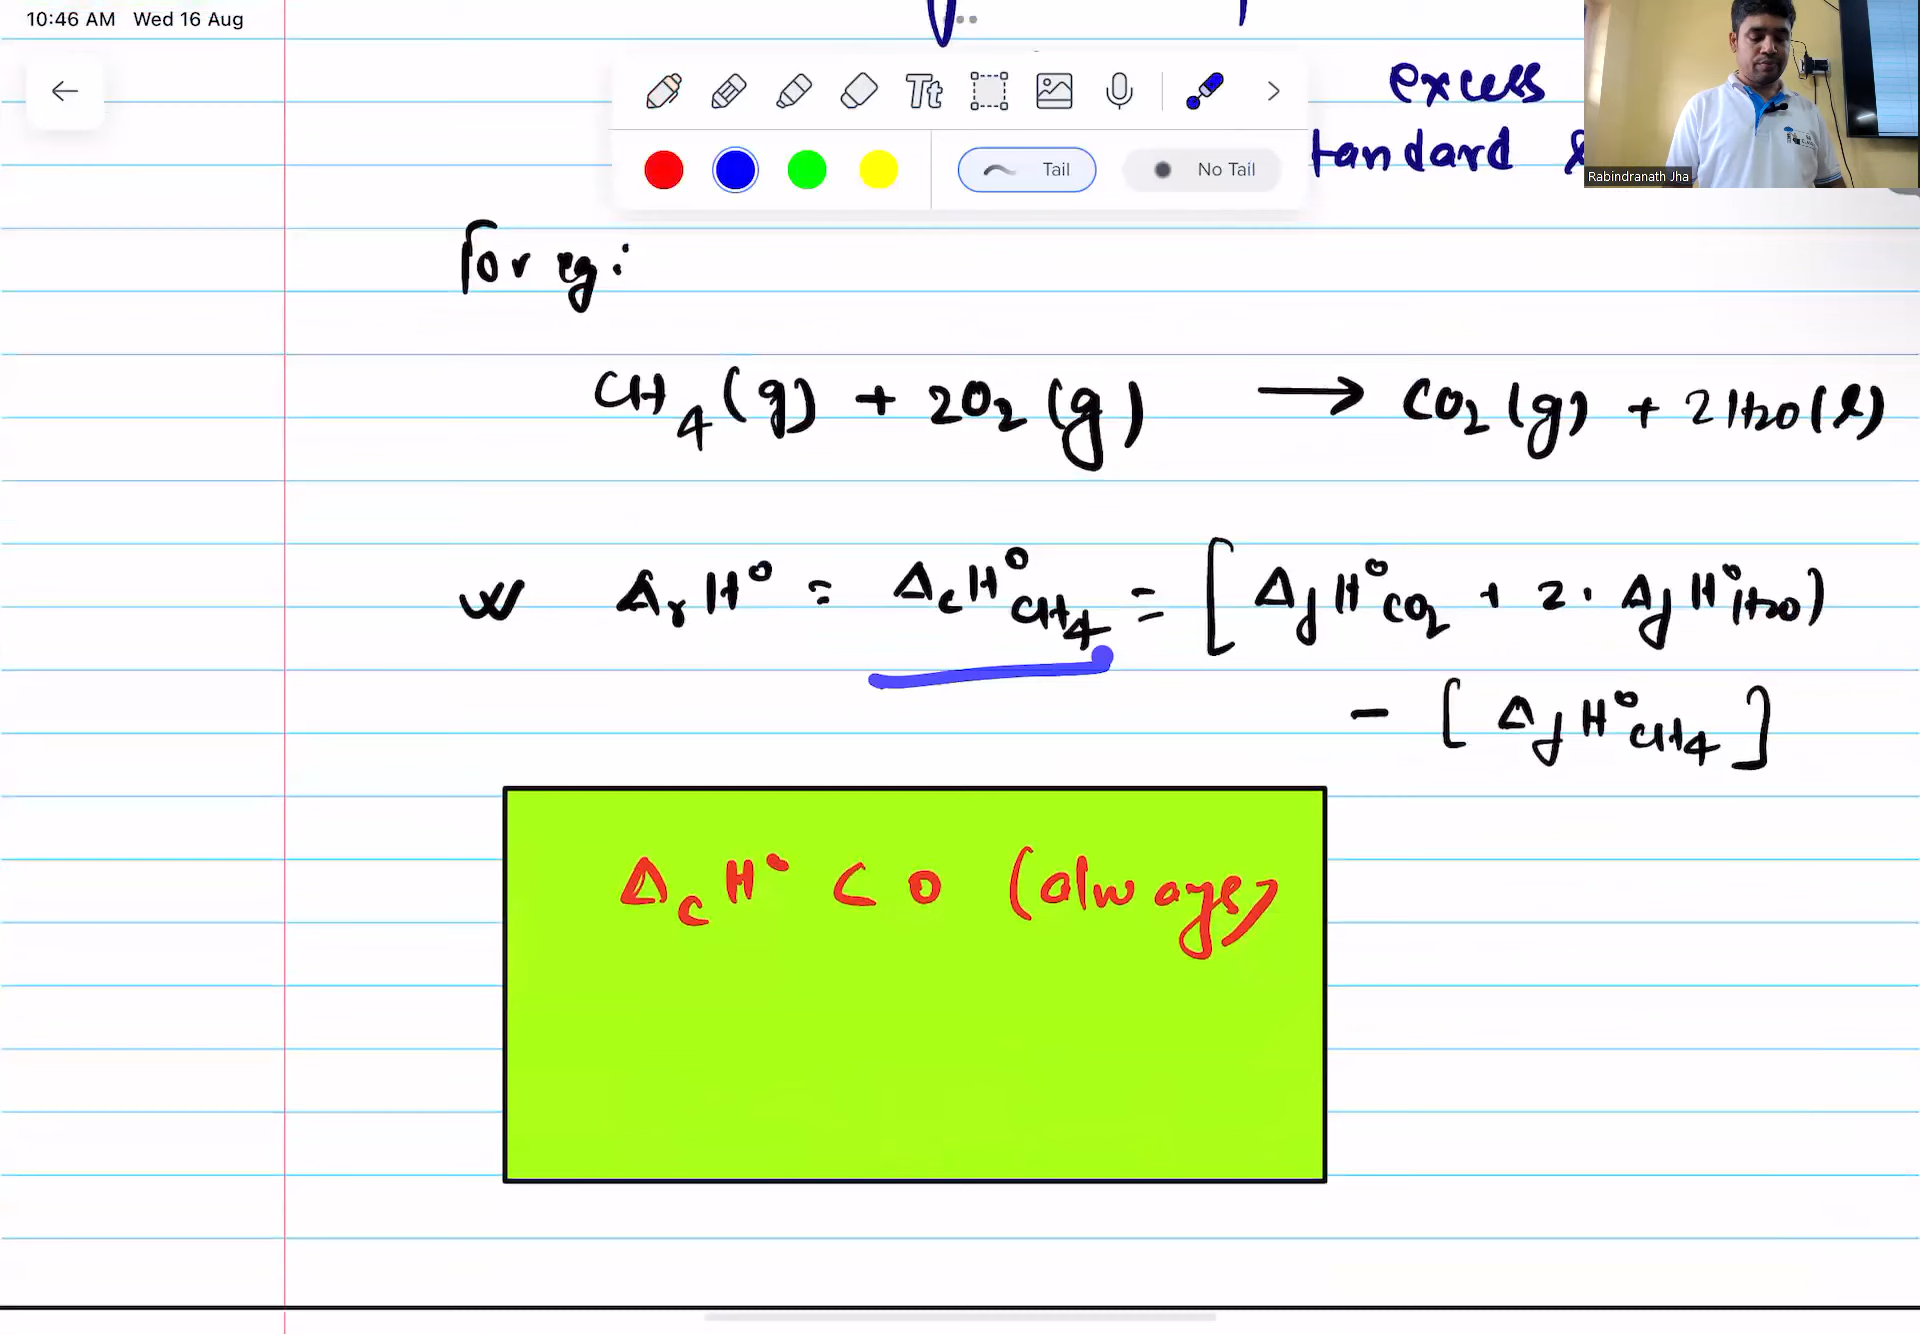 10:46 AM Wed 16 Aug
excess
Tt
Tail
No Tail
tandard
Rabindranath Jha
For eg:
CH4(g) + 2O2(g) → CO2(g) + 2H2O(l)
ΔrH° = ΔcH°CH4 = [ΔfH°CO2 + 2·ΔfH°H2O)
- [ΔfH°CH4]
ΔcH° < 0 (always)